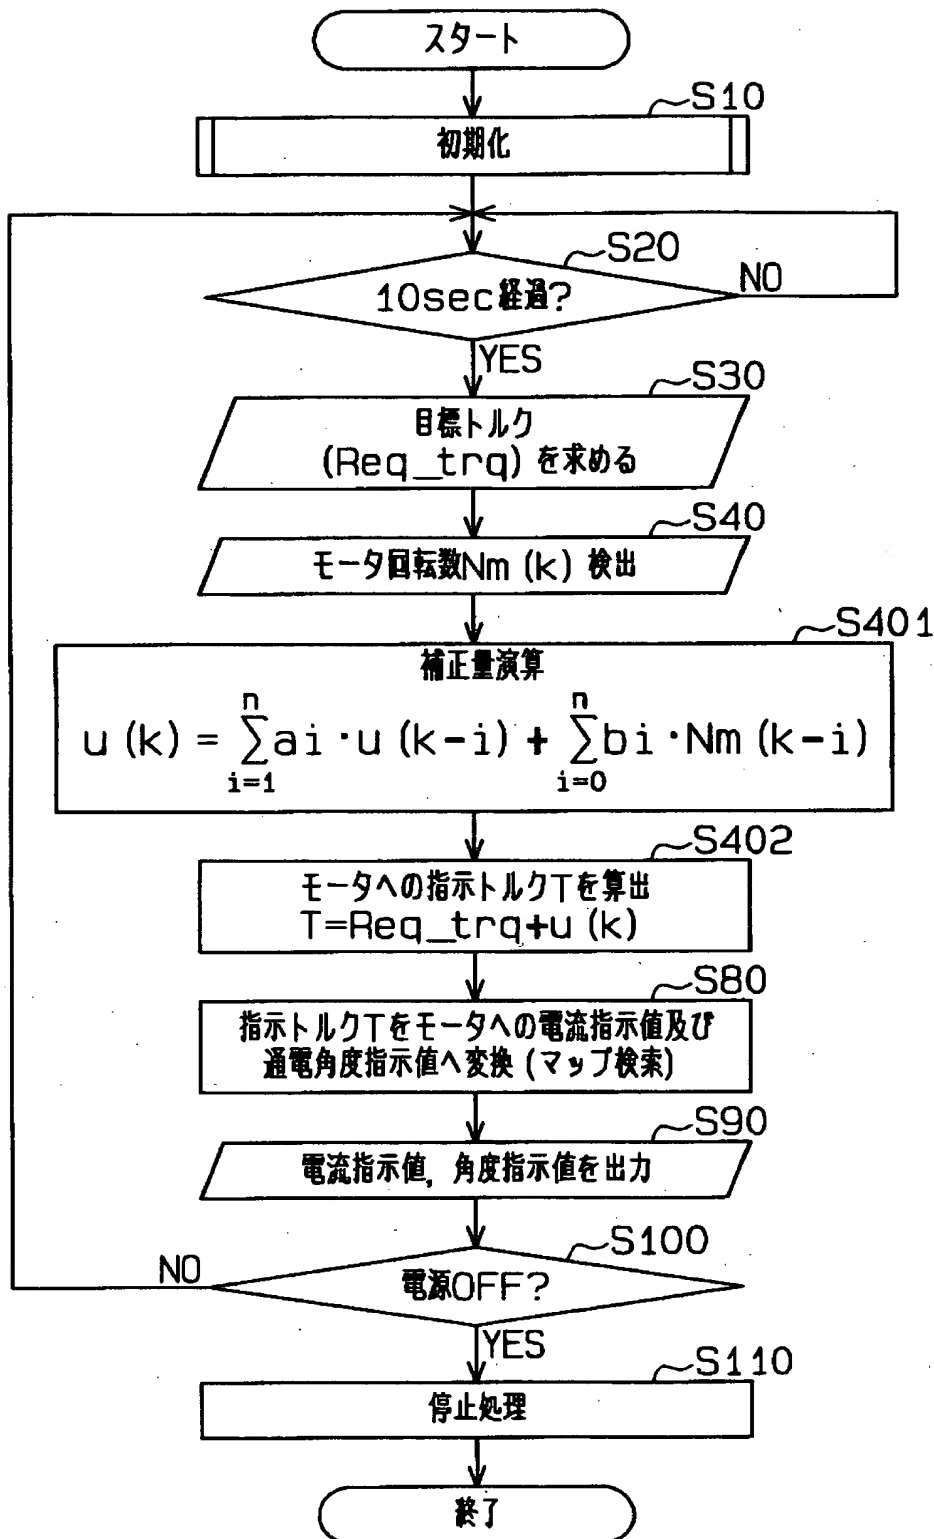 スタート
S10
初期化
S20
10sec経過?
NO
YES
S30
目標トルク
(Req_trq)を求める
S40
モータ回転数Nm(k)検出
S401
補正量演算
u(k)=∑ai·u(k-i)+∑bi·Nm(k-i)
n
i=1
n
i=0
S402
モータへの指示トルクTを算出
T=Req_trq+u(k)
S80
指示トルクTをモータへの電流指示値及び
通電角度指示値へ変換(マップ検索)
S90
電流指示値,角度指示値を出力
S100
電源OFF?
NO
YES
S110
停止処理
終了